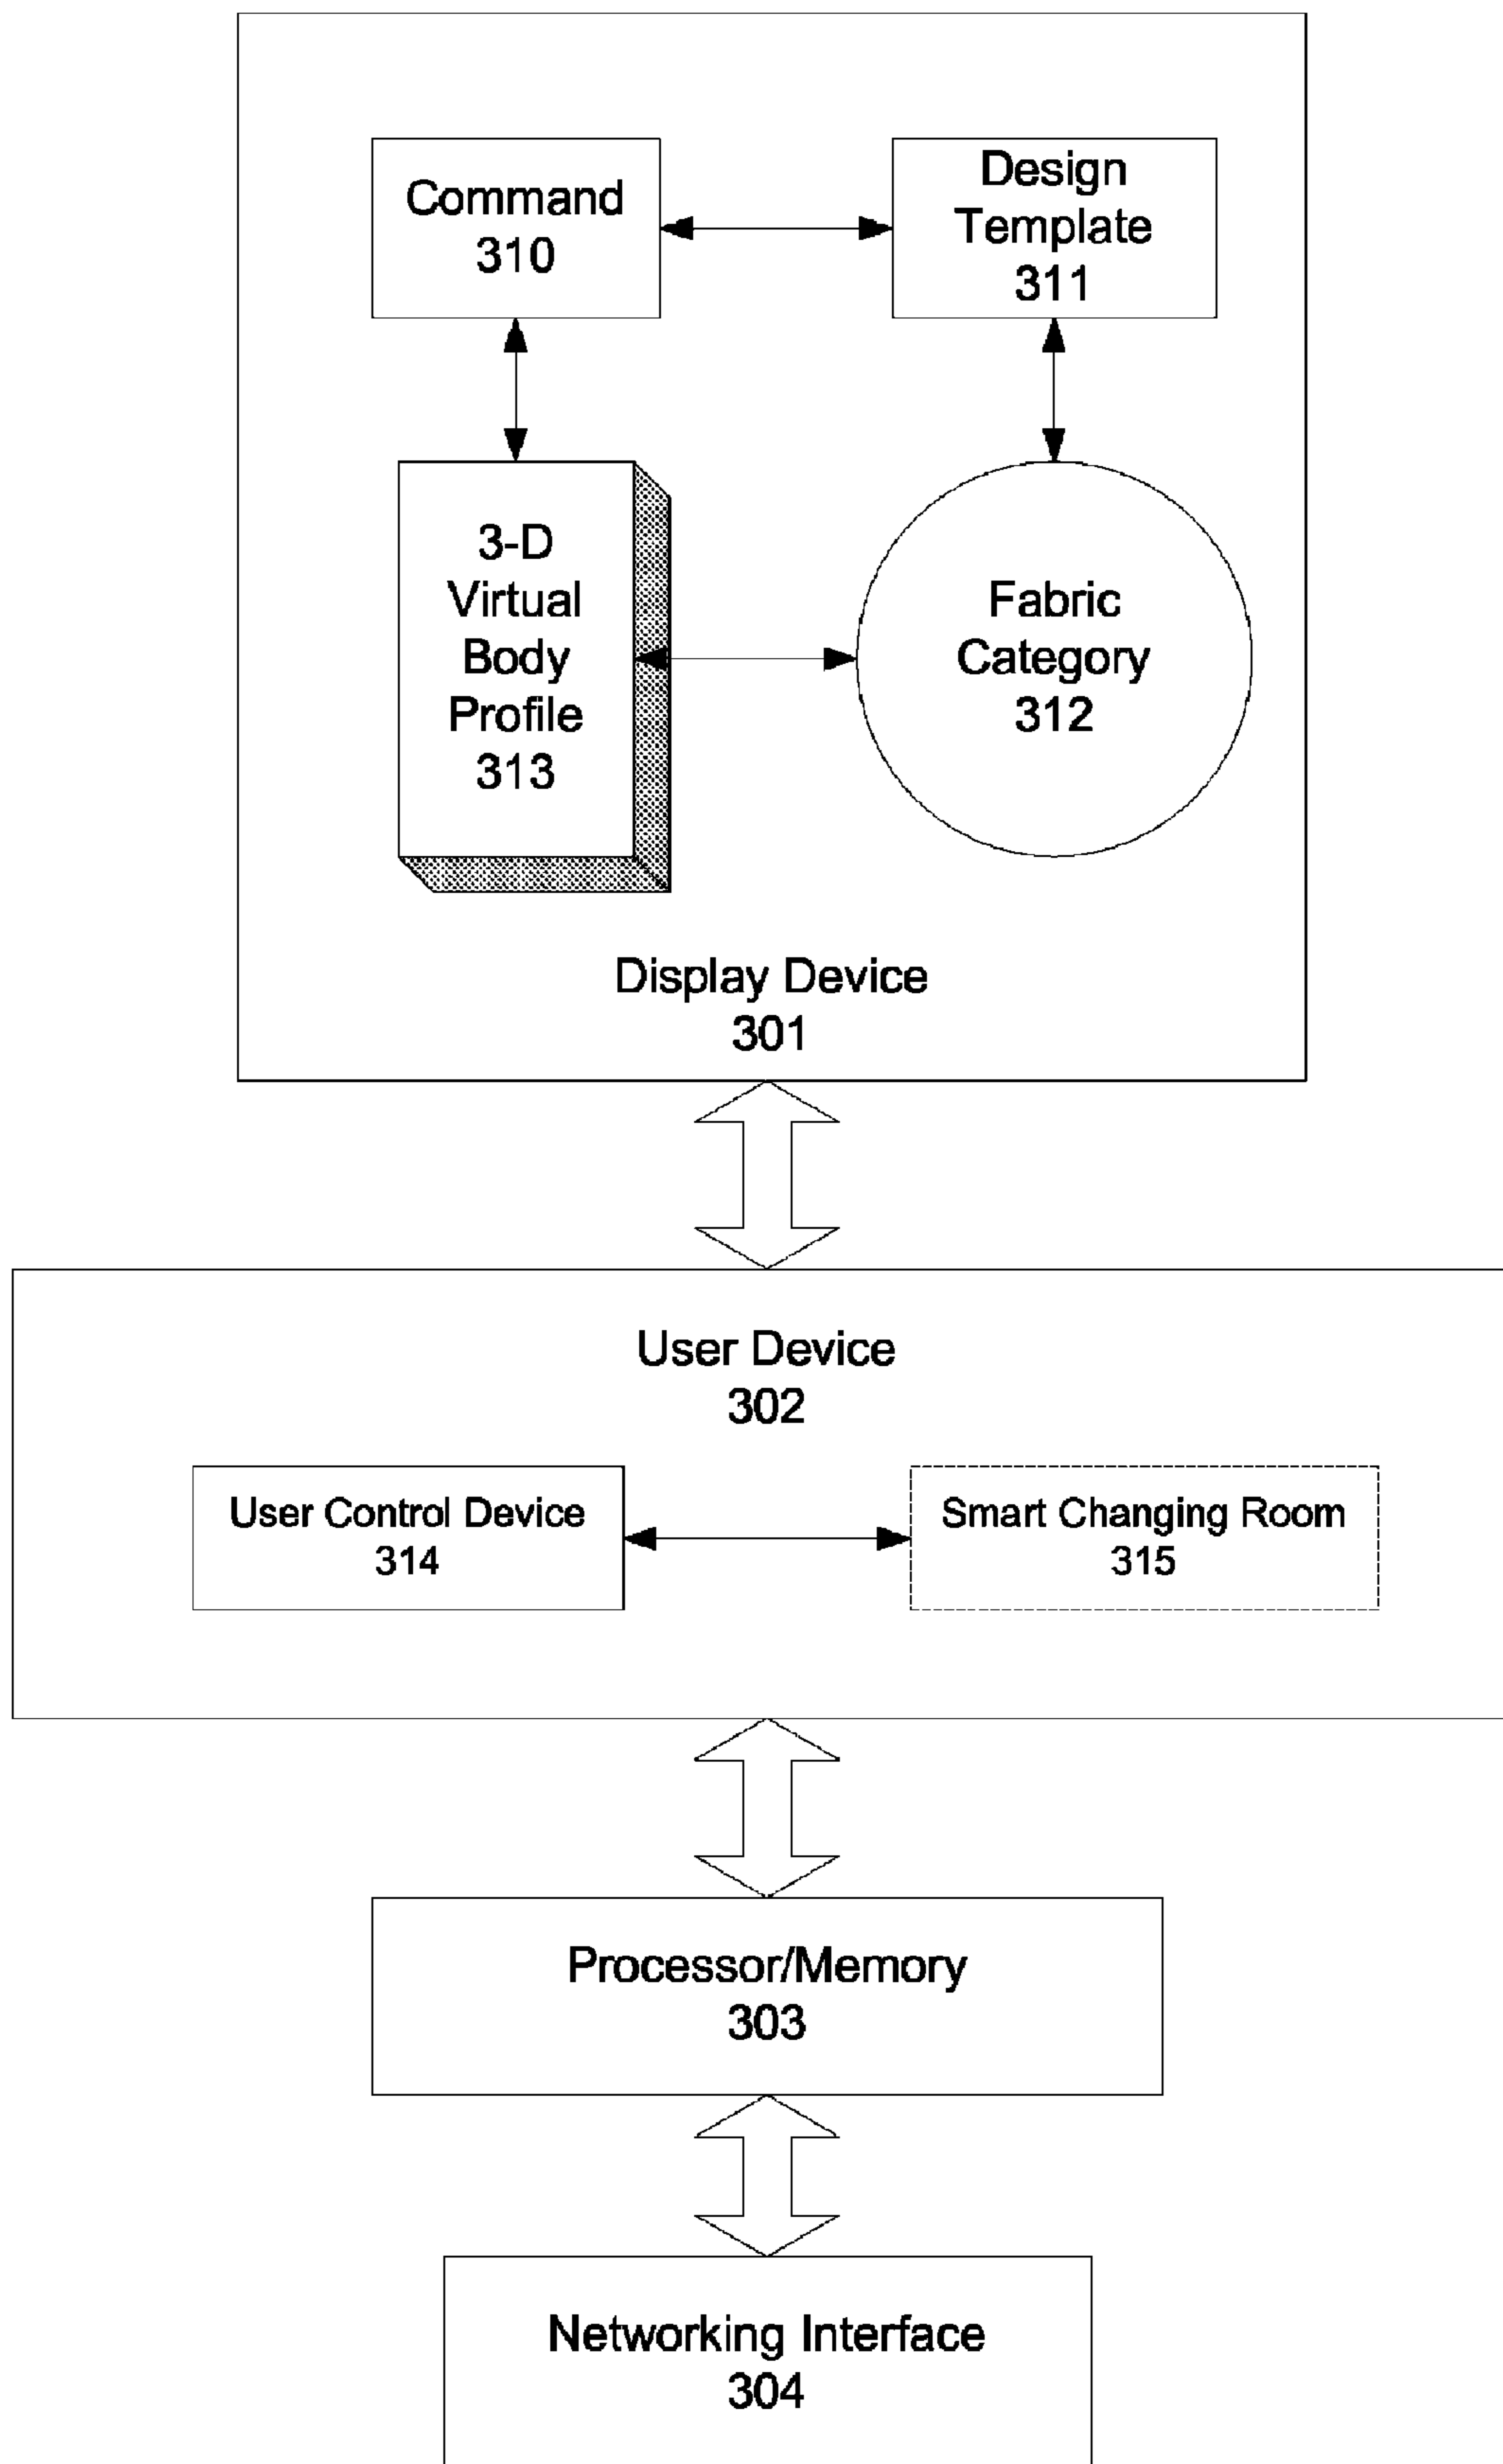 Command
310
Design
Template
311
3-D
Virtual
Body
Profile
313
Fabric
Category
312
Display Device
301
User Device
302
User Control Device
314
Smart Changing Room
315
Processor/Memory
303
Networking Interface
304